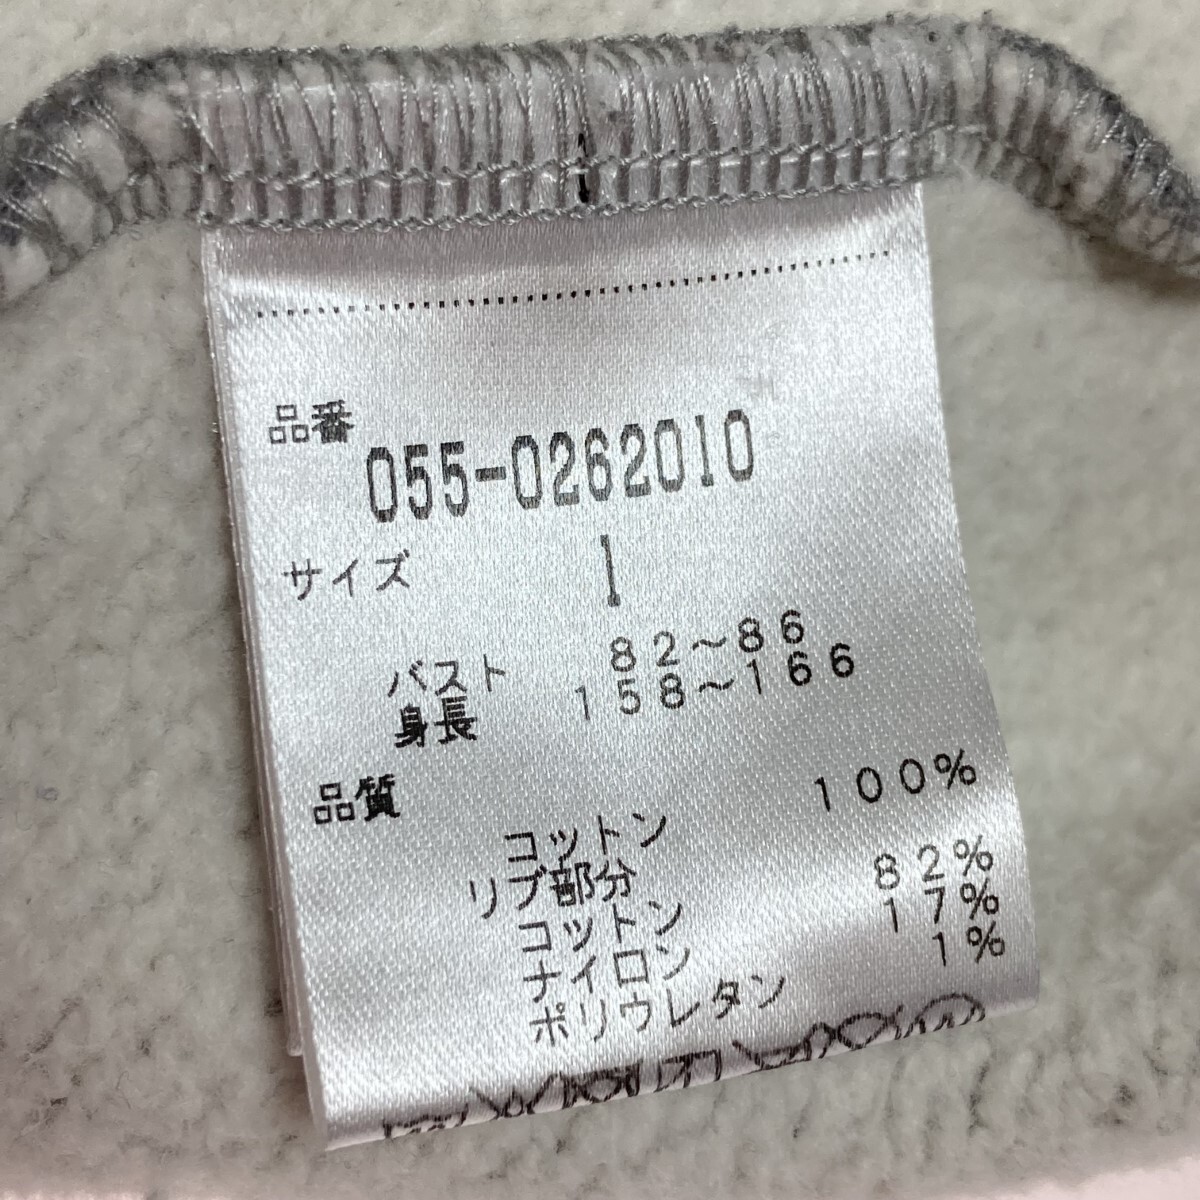 品番 055-0262010
サイズ 1
バスト 82～86
身長 158～166
品質
コットン 100%
リブ部分
コットン 82%
ナイロン 17%
ポリウレタン 1%